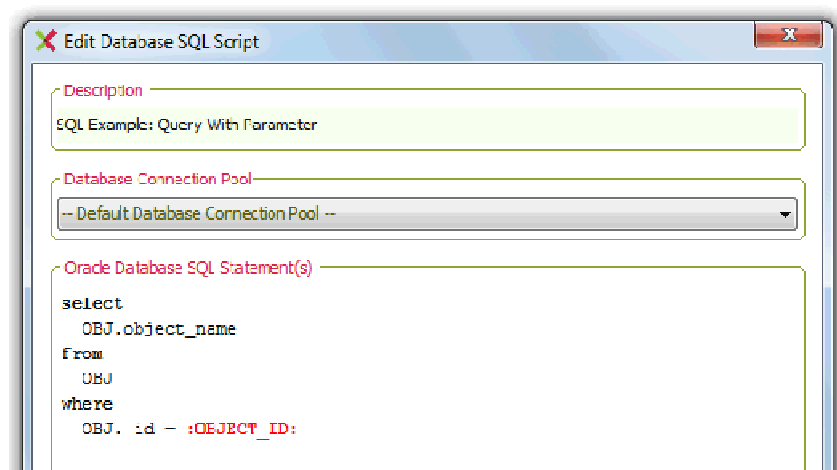 Edit Database SQL Script
X
Description
SQL Example: Query With Parameter
Database Connection Pool
-- Default Database Connection Pool --
Oracle Database SQL Statement(s)
select
OBJ.object_name
from
OBJ
where
OBJ. id = :OBJECT_ID: